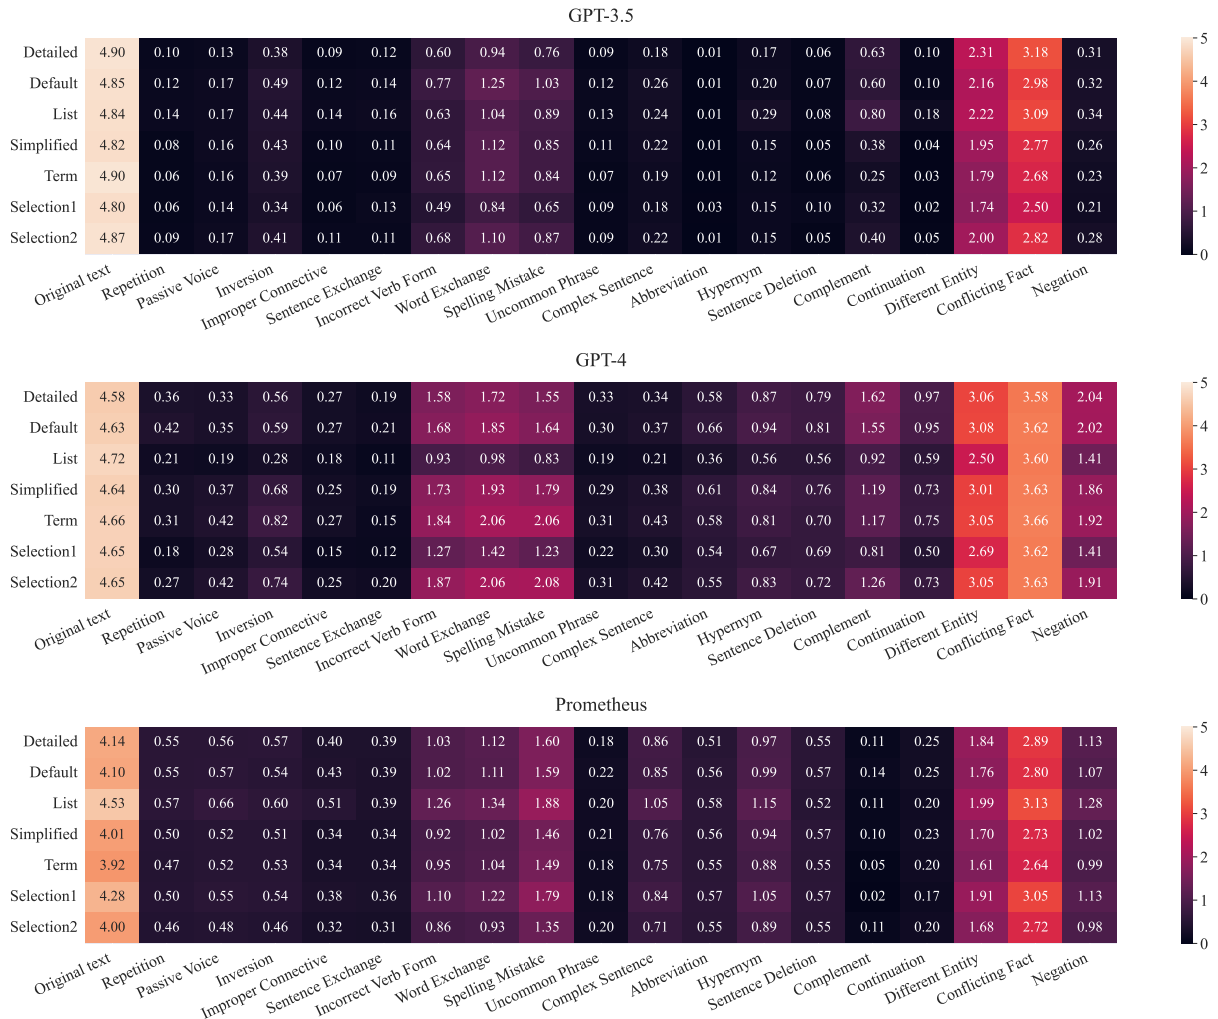 GPT-3.5
Detailed 4.90 0.10 0.13 0.38 0.09 0.12 0.60 0.94 0.76 0.09 0.18 0.01 0.17 0.06 0.63 0.10 2.31 3.18 0.31
Default 4.85 0.12 0.17 0.49 0.12 0.14 0.77 1.25 1.03 0.12 0.26 0.01 0.20 0.07 0.60 0.10 2.16 2.98 0.32
List 4.84 0.14 0.17 0.44 0.14 0.16 0.63 1.04 0.89 0.13 0.24 0.01 0.29 0.08 0.80 0.18 2.22 3.09 0.34
Simplified 4.82 0.08 0.16 0.43 0.10 0.11 0.64 1.12 0.85 0.11 0.22 0.01 0.15 0.05 0.38 0.04 1.95 2.77 0.26
Term 4.90 0.06 0.16 0.39 0.07 0.09 0.65 1.12 0.84 0.07 0.19 0.01 0.12 0.06 0.25 0.03 1.79 2.68 0.23
Selection1 4.80 0.06 0.14 0.34 0.06 0.13 0.49 0.84 0.65 0.09 0.18 0.03 0.15 0.10 0.32 0.02 1.74 2.50 0.21
Selection2 4.87 0.09 0.17 0.41 0.11 0.11 0.68 1.10 0.87 0.09 0.22 0.01 0.15 0.05 0.40 0.05 2.00 2.82 0.28
Original text Repetition Passive Voice Inversion Improper Connective Sentence Exchange Incorrect Verb Form Word Exchange Spelling Mistake Uncommon Phrase Complex Sentence Abbreviation Hypernym Sentence Deletion Complement Continuation Different Entity Conflicting Fact Negation
5
4
3
2
1
0
GPT-4
Detailed 4.58 0.36 0.33 0.56 0.27 0.19 1.58 1.72 1.55 0.33 0.34 0.58 0.87 0.79 1.62 0.97 3.06 3.58 2.04
Default 4.63 0.42 0.35 0.59 0.27 0.21 1.68 1.85 1.64 0.30 0.37 0.66 0.94 0.81 1.55 0.95 3.08 3.62 2.02
List 4.72 0.21 0.19 0.28 0.18 0.11 0.93 0.98 0.83 0.19 0.21 0.36 0.56 0.56 0.92 0.59 2.50 3.60 1.41
Simplified 4.64 0.30 0.37 0.68 0.25 0.19 1.73 1.93 1.79 0.29 0.38 0.61 0.84 0.76 1.19 0.73 3.01 3.63 1.86
Term 4.66 0.31 0.42 0.82 0.27 0.15 1.84 2.06 2.06 0.31 0.43 0.58 0.81 0.70 1.17 0.75 3.05 3.66 1.92
Selection1 4.65 0.18 0.28 0.54 0.15 0.12 1.27 1.42 1.23 0.22 0.30 0.54 0.67 0.69 0.81 0.50 2.69 3.62 1.41
Selection2 4.65 0.27 0.42 0.74 0.25 0.20 1.87 2.06 2.08 0.31 0.42 0.55 0.83 0.72 1.26 0.73 3.05 3.63 1.91
Original text Repetition Passive Voice Inversion Improper Connective Sentence Exchange Incorrect Verb Form Word Exchange Spelling Mistake Uncommon Phrase Complex Sentence Abbreviation Hypernym Sentence Deletion Complement Continuation Different Entity Conflicting Fact Negation
5
4
3
2
1
0
Prometheus
Detailed 4.14 0.55 0.56 0.57 0.40 0.39 1.03 1.12 1.60 0.18 0.86 0.51 0.97 0.55 0.11 0.25 1.84 2.89 1.13
Default 4.10 0.55 0.57 0.54 0.43 0.39 1.02 1.11 1.59 0.22 0.85 0.56 0.99 0.57 0.14 0.25 1.76 2.80 1.07
List 4.53 0.57 0.66 0.60 0.51 0.39 1.26 1.34 1.88 0.20 1.05 0.58 1.15 0.52 0.11 0.20 1.99 3.13 1.28
Simplified 4.01 0.50 0.52 0.51 0.34 0.34 0.92 1.02 1.46 0.21 0.76 0.56 0.94 0.57 0.10 0.23 1.70 2.73 1.02
Term 3.92 0.47 0.52 0.53 0.34 0.34 0.95 1.04 1.49 0.18 0.75 0.55 0.88 0.55 0.05 0.20 1.61 2.64 0.99
Selection1 4.28 0.50 0.55 0.54 0.38 0.36 1.10 1.22 1.79 0.18 0.84 0.57 1.05 0.57 0.02 0.17 1.91 3.05 1.13
Selection2 4.00 0.46 0.48 0.46 0.32 0.31 0.86 0.93 1.35 0.20 0.71 0.55 0.89 0.55 0.11 0.20 1.68 2.72 0.98
Original text Repetition Passive Voice Inversion Improper Connective Sentence Exchange Incorrect Verb Form Word Exchange Spelling Mistake Uncommon Phrase Complex Sentence Abbreviation Hypernym Sentence Deletion Complement Continuation Different Entity Conflicting Fact Negation
5
4
3
2
1
0